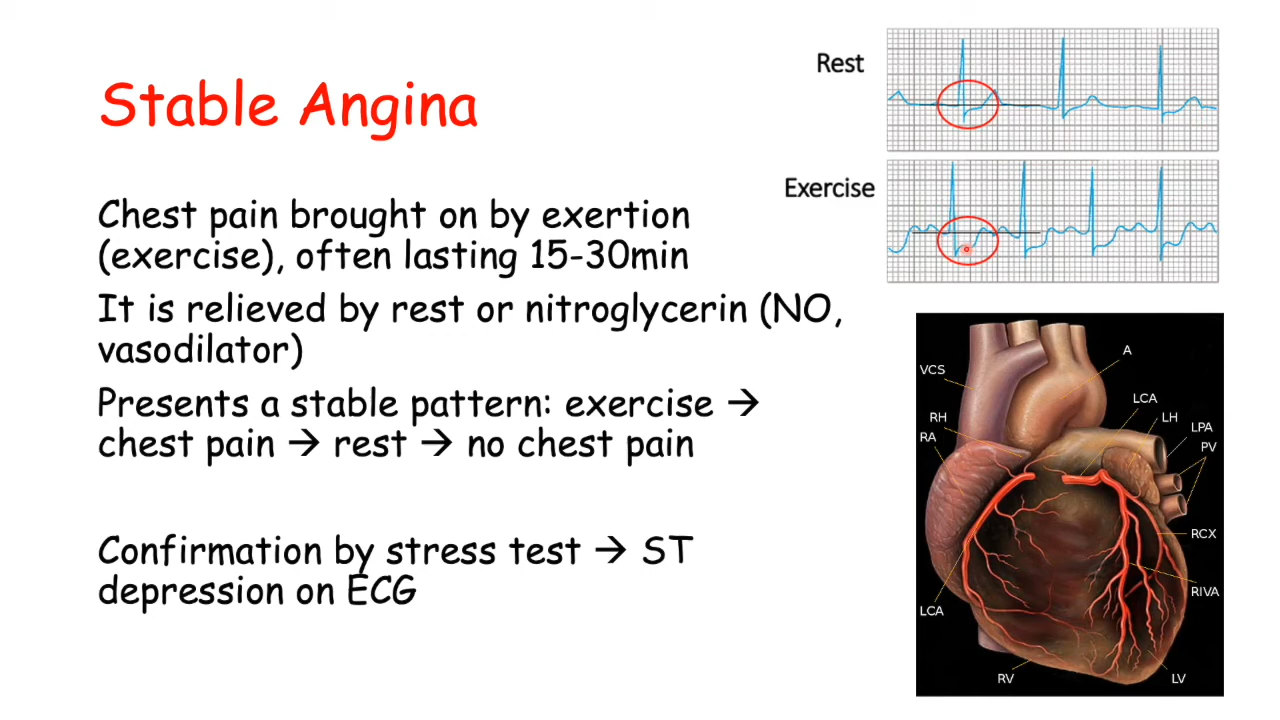 Stable Angina
Chest pain brought on by exertion
(exercise), often lasting 15-30min
It is relieved by rest or nitroglycerin (NO,
vasodilator)
Presents a stable pattern: exercise →
chest pain → rest → no chest pain
Confirmation by stress test → ST
depression on ECG
Rest
Exercise
A
VCS
LCA
RH
LH
LPA
RA
PV
RCX
RIVA
LCA
RV
LV